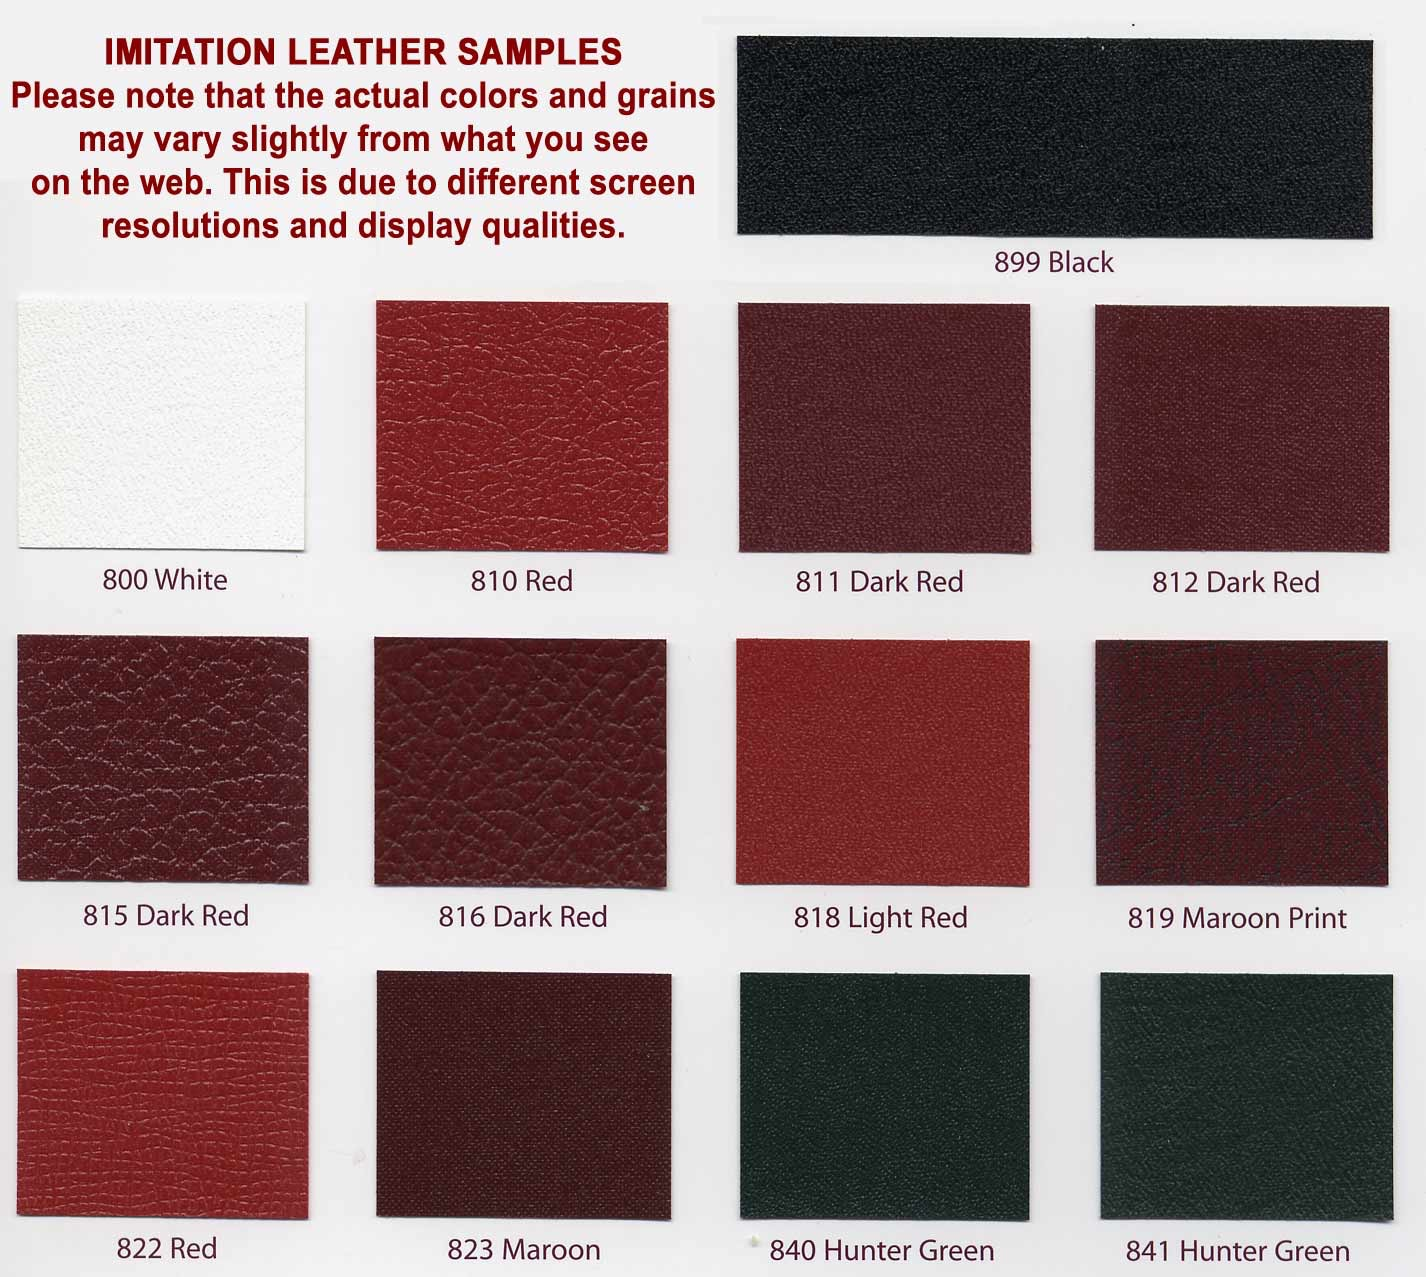 IMITATION LEATHER SAMPLES
Please note that the actual colors and grains
may vary slightly from what you see
on the web. This is due to different screen
resolutions and display qualities.
899 Black
800 White
810 Red
811 Dark Red
812 Dark Red
815 Dark Red
816 Dark Red
818 Light Red
819 Maroon Print
822 Red
823 Maroon
840 Hunter Green
841 Hunter Green